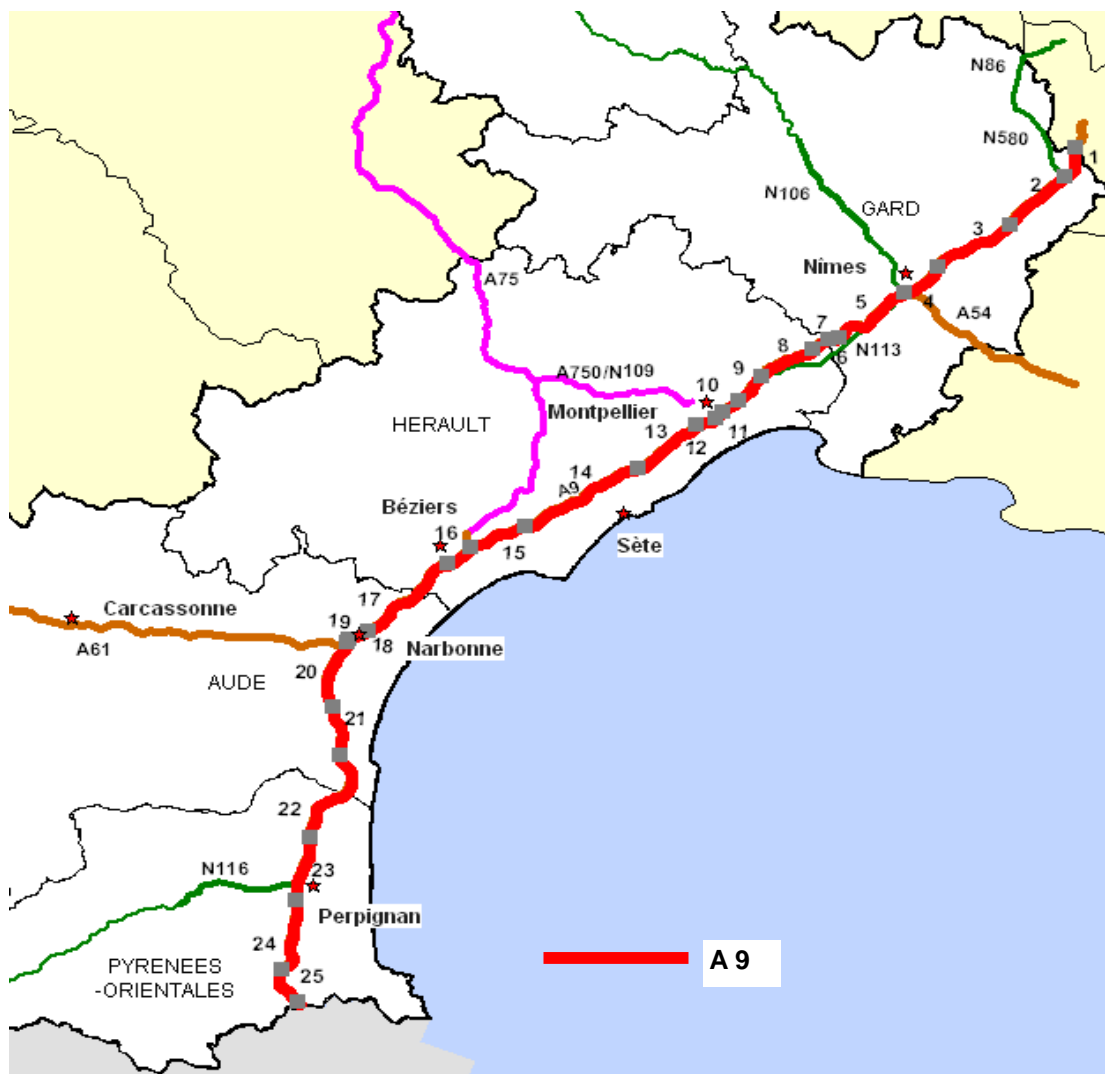 N86
N580
1
2
N106
GARD
3
Nîmes
A75
5
4
A54
7
8
6
N113
A750/N109
9
10
Montpellier
HERAULT
13
11
12
14
A9
Béziers
16
15
Sète
Carcassonne
17
19
18
A61
Narbonne
20
AUDE
21
22
N116
23
Perpignan
24
A 9
PYRENEES
-ORIENTALES
25